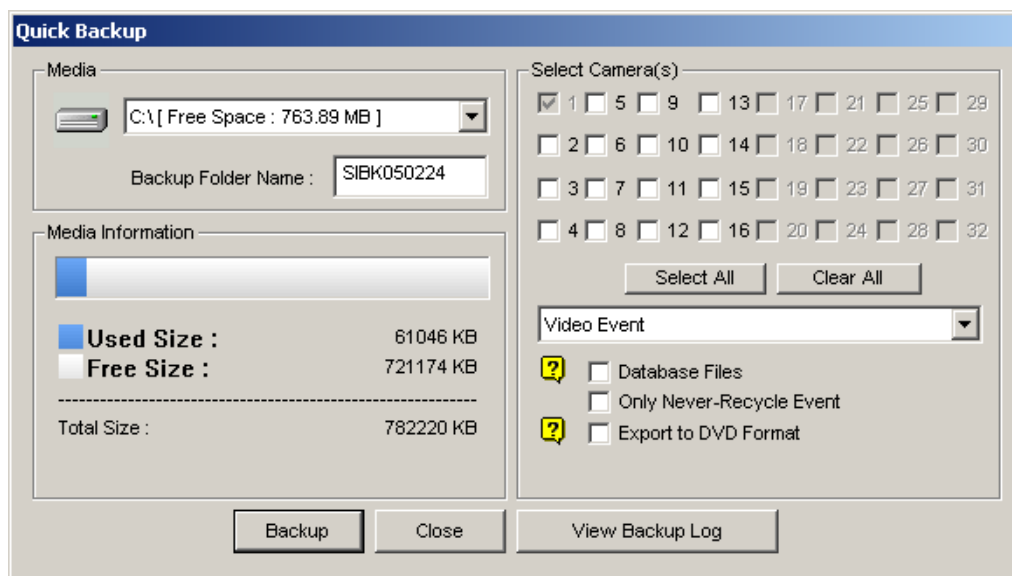 Quick Backup
Media
C:\ [ Free Space : 763.89 MB ]
Backup Folder Name : SIBK050224
Media Information
Used Size : 61046 KB
Free Size : 721174 KB
Total Size : 782220 KB
Select Camera(s)
1 5 9 13 17 21 25 29
2 6 10 14 18 22 26 30
3 7 11 15 19 23 27 31
4 8 12 16 20 24 28 32
Select All Clear All
Video Event
? Database Files
Only Never-Recycle Event
? Export to DVD Format
Backup Close View Backup Log